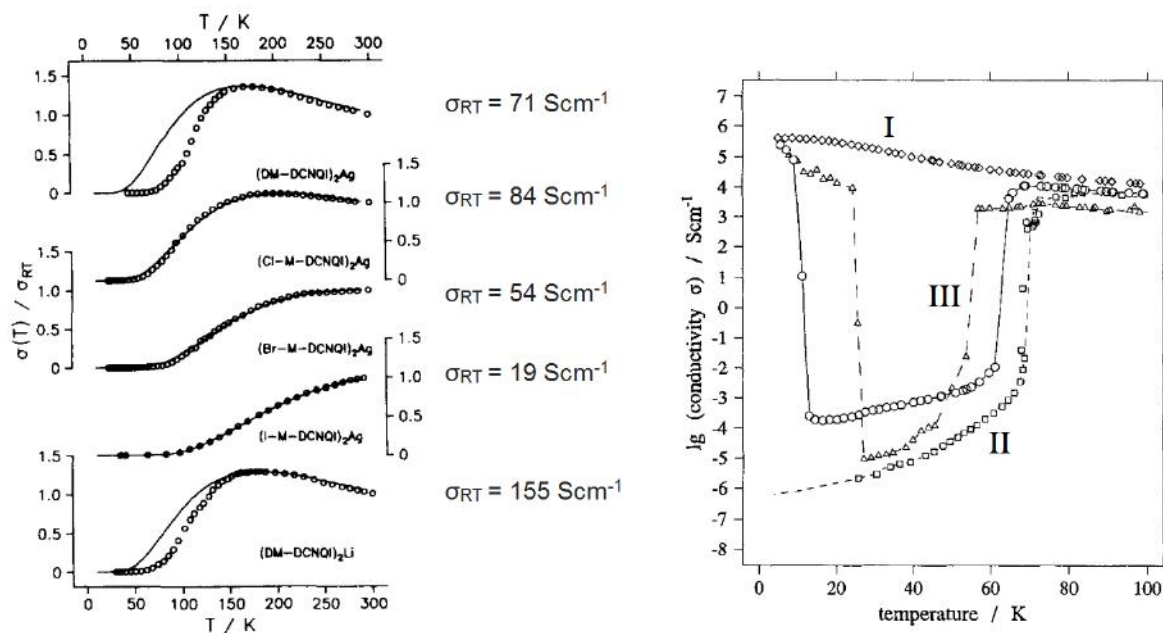 T / K
0 50 100 150 200 250 300
1.5
1.0
0.5
0
(DM-DCNQI)₂Ag
σRT = 71 Scm⁻¹
1.5
1.0
0.5
0
(Cl-M-DCNQI)₂Ag
σRT = 84 Scm⁻¹
σ(T) / σRT
1.5
1.0
0.5
0
(Br-M-DCNQI)₂Ag
σRT = 54 Scm⁻¹
1.5
1.0
0.5
0
(I-M-DCNQI)₂Ag
σRT = 19 Scm⁻¹
1.5
1.0
0.5
0
(DM-DCNQI)₂Li
σRT = 155 Scm⁻¹
0 50 100 150 200 250 300
T / K
lg (conductivity σ) / Scm⁻¹
7
6
5
4
3
2
1
0
-1
-2
-3
-4
-5
-6
-7
-8
I
III
II
0 20 40 60 80 100
temperature / K